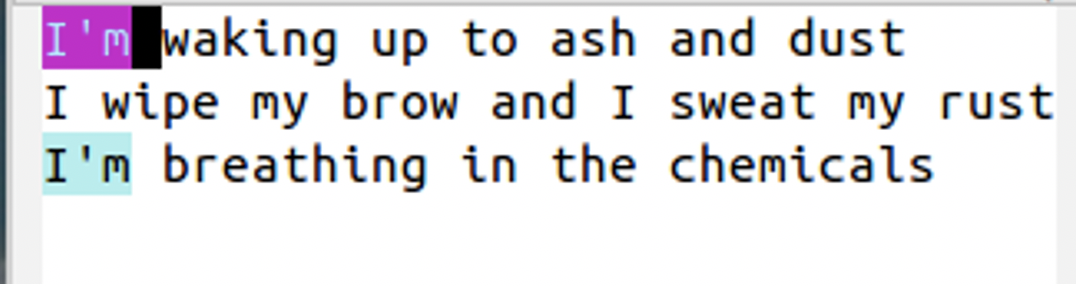 I'm waking up to ash and dust
I wipe my brow and I sweat my rust
I'm breathing in the chemicals